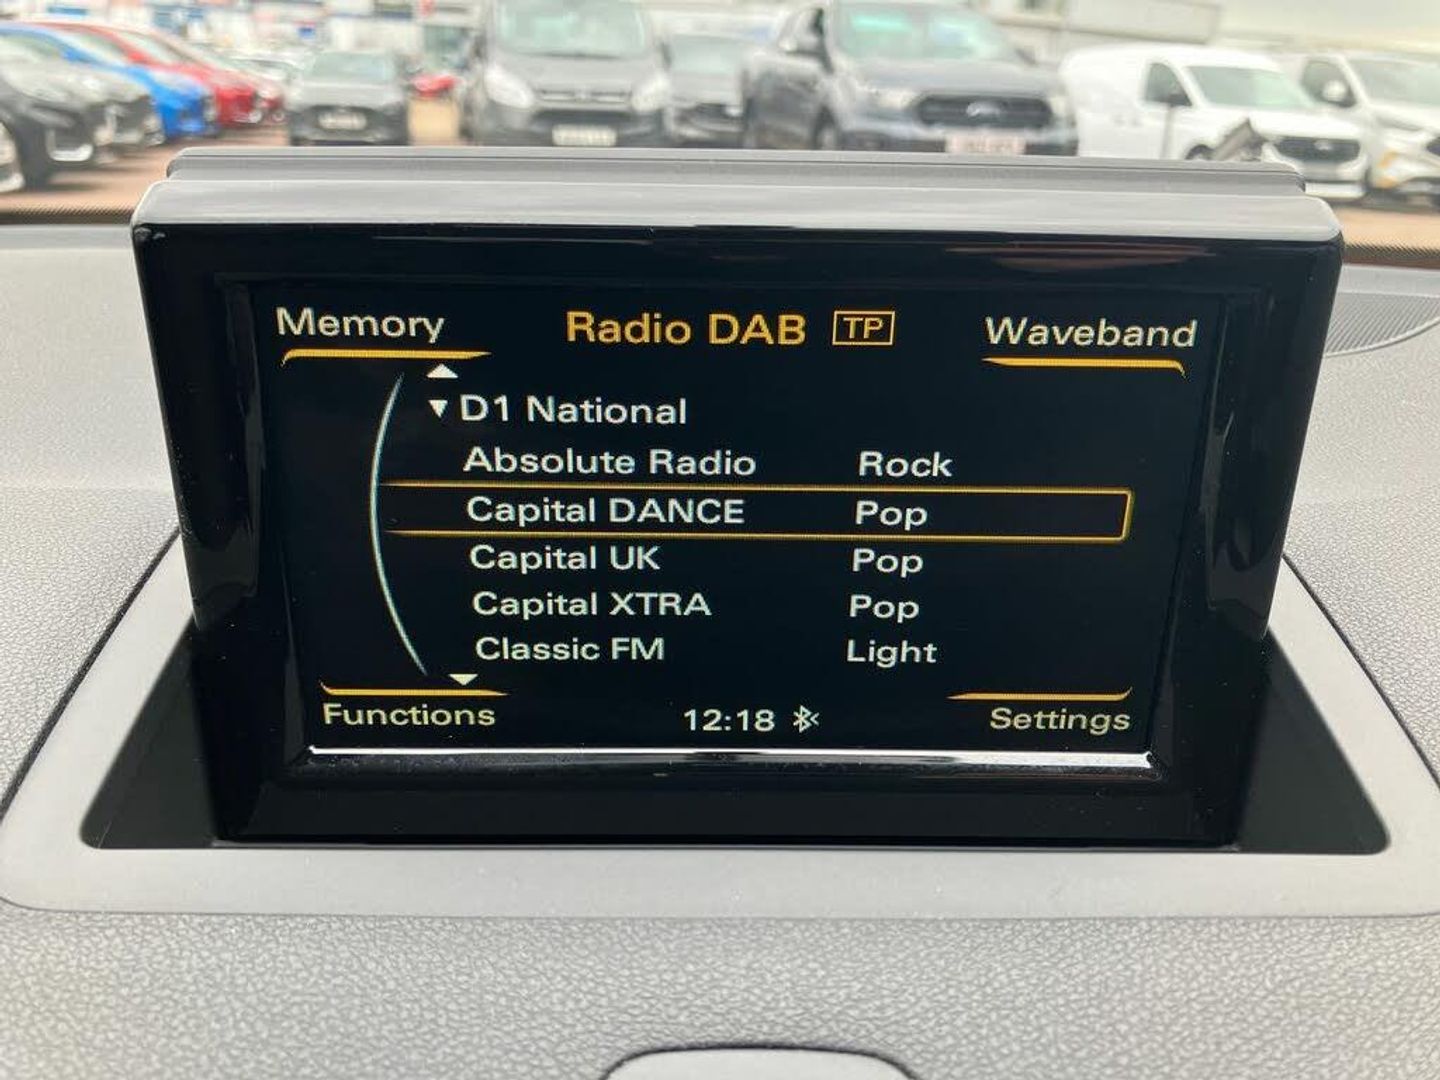 Memory Radio DAB TP Waveband
D1 National
Absolute Radio Rock
Capital DANCE Pop
Capital UK Pop
Capital XTRA Pop
Classic FM Light
Functions 12:18 Settings